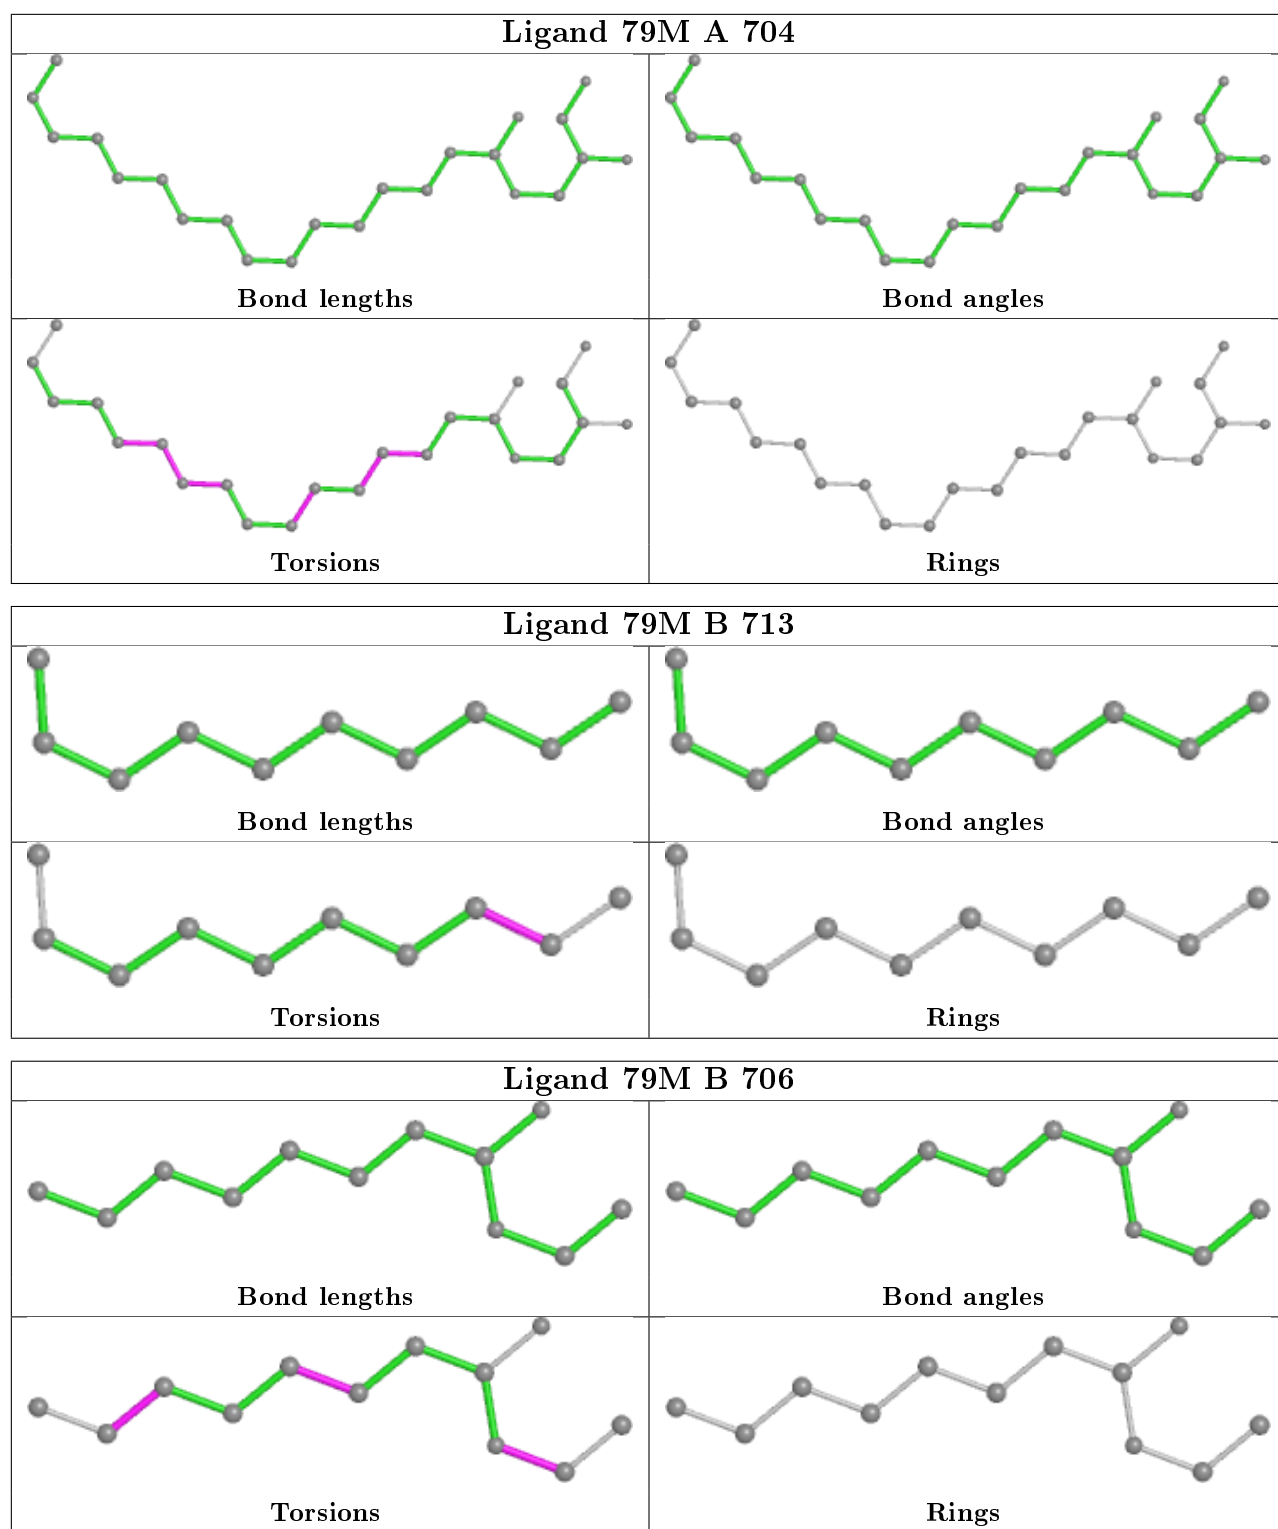 Ligand 79M A 704
Bond lengths
Bond angles
Torsions
Rings
Ligand 79M B 713
Bond lengths
Bond angles
Torsions
Rings
Ligand 79M B 706
Bond lengths
Bond angles
Torsions
Rings